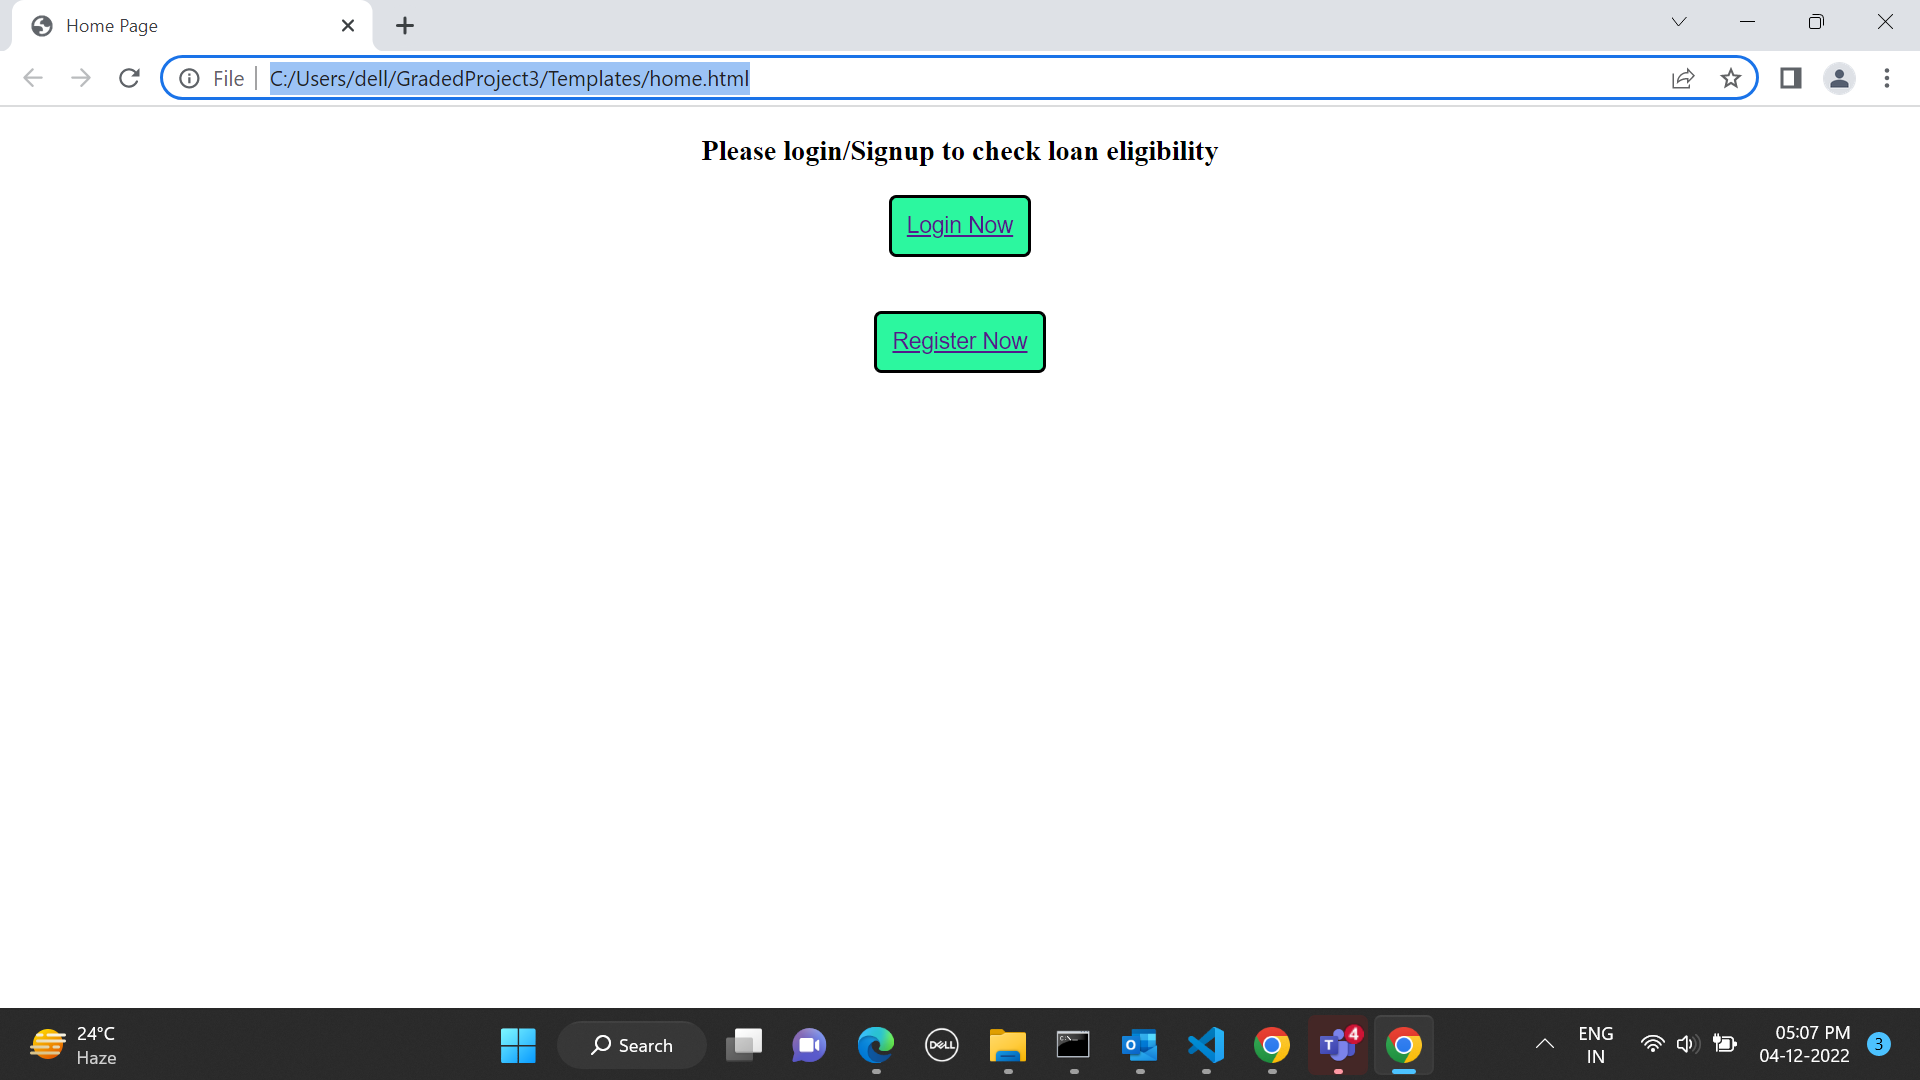 Home Page
File
C:/Users/dell/GradedProject3/Templates/home.html
Please login/Signup to check loan eligibility
Login Now
Register Now
24°C
Haze
Search
DELL
4
ENG
IN
05:07 PM
04-12-2022
3